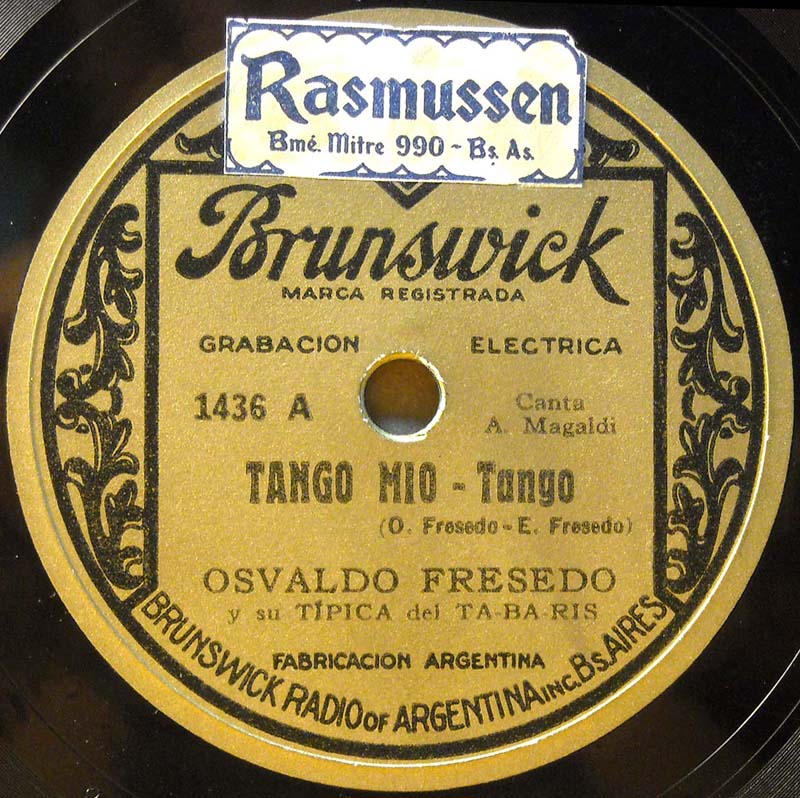 Rasmussen
Bmé. Mitre 990 - Bs. As.
Brunswick
MARCA REGISTRADA
GRABACION ELECTRICA
1436 A
Canta
A. Magaldi
TANGO MIO - Tango
(O. Fresedo - E. Fresedo)
OSVALDO FRESEDO
y su TÍPICA del TA-BA-RIS
FABRICACION ARGENTINA
BRUNSWICK RADIO OF ARGENTINA INC. Bs. AIRES